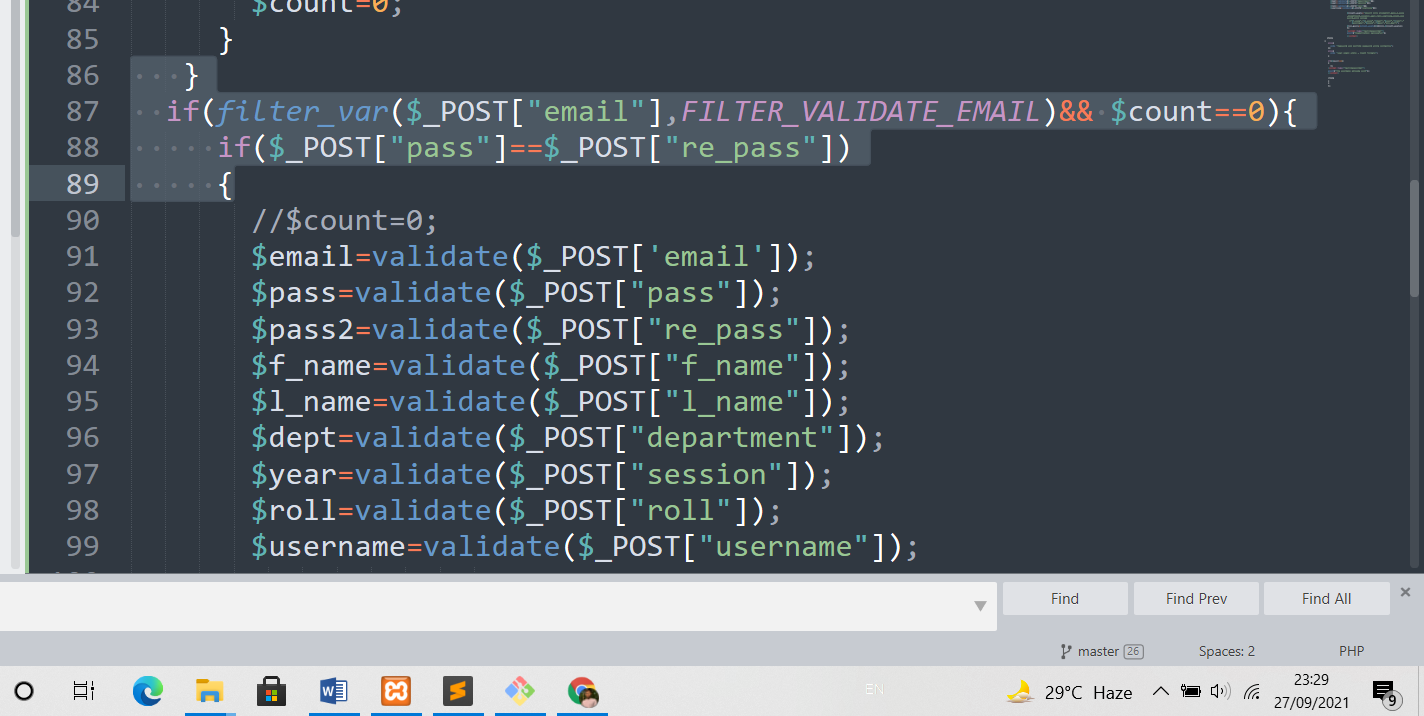 84 $count=0;
85 }
86 }
87 if(filter_var($_POST["email"],FILTER_VALIDATE_EMAIL)&& $count==0){
88 if($_POST["pass"]==$_POST["re_pass"])
89 {
90 //$count=0;
91 $email=validate($_POST['email']);
92 $pass=validate($_POST["pass"]);
93 $pass2=validate($_POST["re_pass"]);
94 $f_name=validate($_POST["f_name"]);
95 $l_name=validate($_POST["l_name"]);
96 $dept=validate($_POST["department"]);
97 $year=validate($_POST["session"]);
98 $roll=validate($_POST["roll"]);
99 $username=validate($_POST["username"]);
Find Find Prev Find All
master 26 Spaces: 2 PHP
EN 29°C Haze 23:29
27/09/2021 9